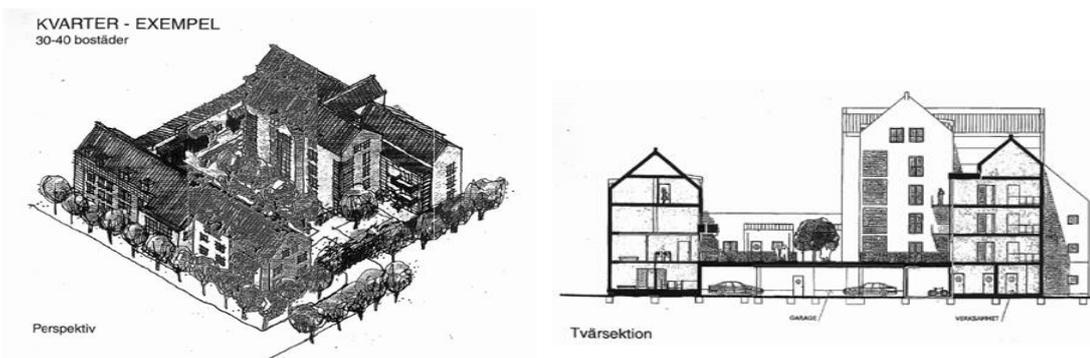 KVARTER - EXEMPEL
30-40 bostäder
Perspektiv
GARAGE
VERKSAMHET
Tvärsektion